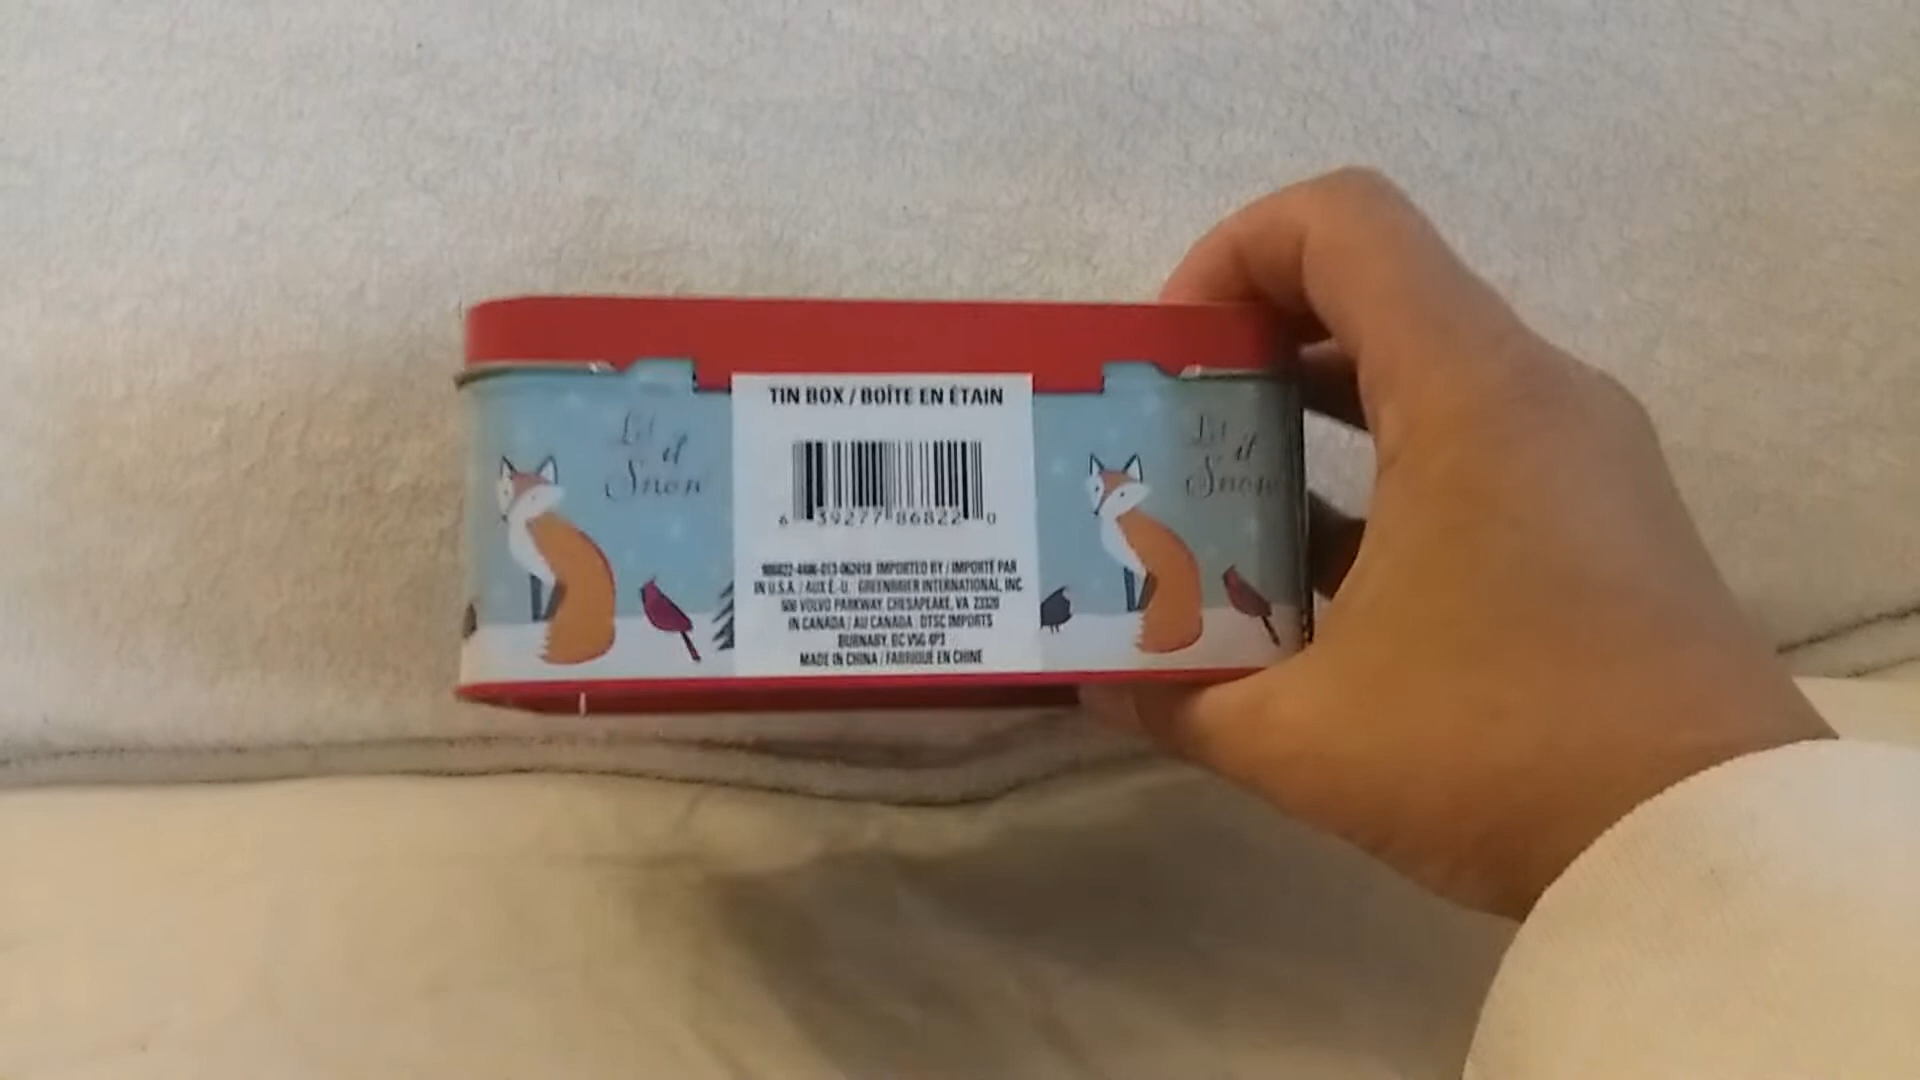 TIN BOX / BOÎTE EN ÉTAIN
Let
it
Snow
6 39277 86822 0
IMPORTED BY / IMPORTÉ PAR
IN U.S.A. / AUX É.-U.: GREENBRIER INTERNATIONAL, INC.
500 VOLVO PARKWAY, CHESAPEAKE, VA 23320
IN CANADA / AU CANADA: DTSC IMPORTS
BURNABY, BC V5G 4P3
MADE IN CHINA / FABRIQUÉ EN CHINE
Let
it
Snow